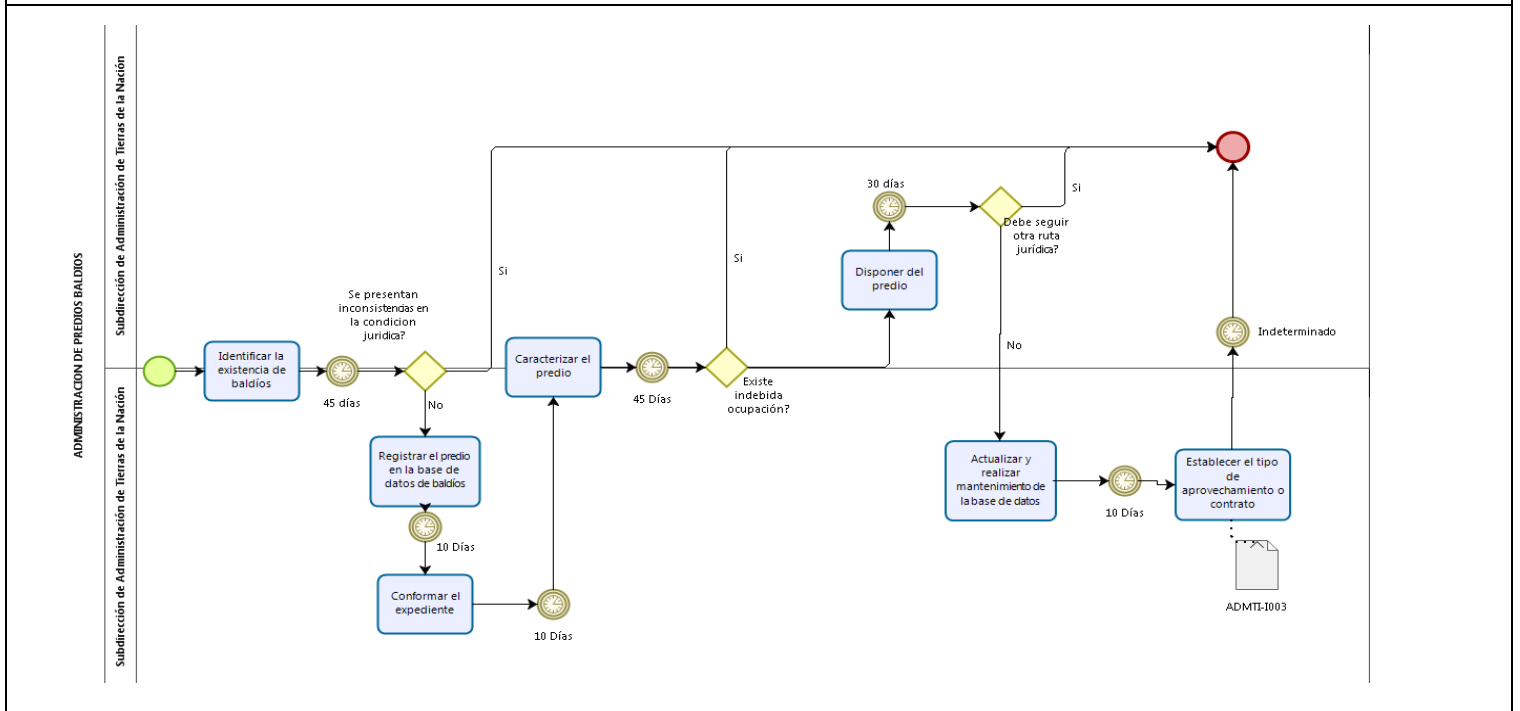 ADMINISTRACION DE PREDIOS BALDIOS
Subdirección de Administración de Tierras de la Nación
Subdirección de Administración de Tierras de la Nación
Identificar la
existencia de
baldíos
45 días
Se presentan
inconsistencias en
la condicion
juridica?
Si
No
Registrar el predio
en la base de
datos de baldíos
10 Días
Conformar el
expediente
10 Días
Caracterizar el
predio
45 Días
Existe
indebida
ocupación?
Si
Disponer del
predio
30 días
Debe seguir
otra ruta
jurídica?
Si
No
Actualizar y
realizar
mantenimiento de
la base de datos
10 Días
Establecer el tipo
de
aprovechamiento o
contrato
ADMTI-I003
Indeterminado